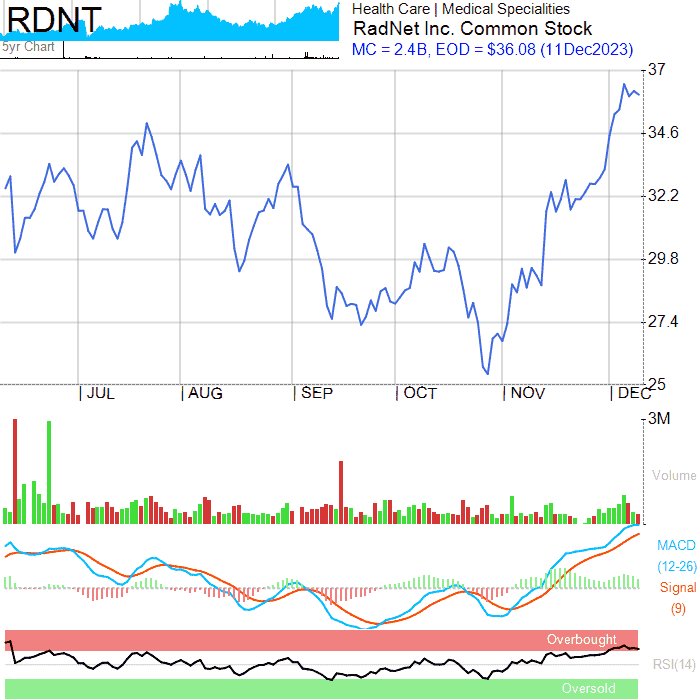 RDNT
5yr Chart
Health Care | Medical Specialities
RadNet Inc. Common Stock
MC = 2.4B, EOD = $36.08 (11Dec2023)
37
34.6
32.2
29.8
27.4
25
JUL AUG SEP OCT NOV DEC
3M
Volume
MACD
(12-26)
Signal
(9)
Overbought
RSI(14)
Oversold